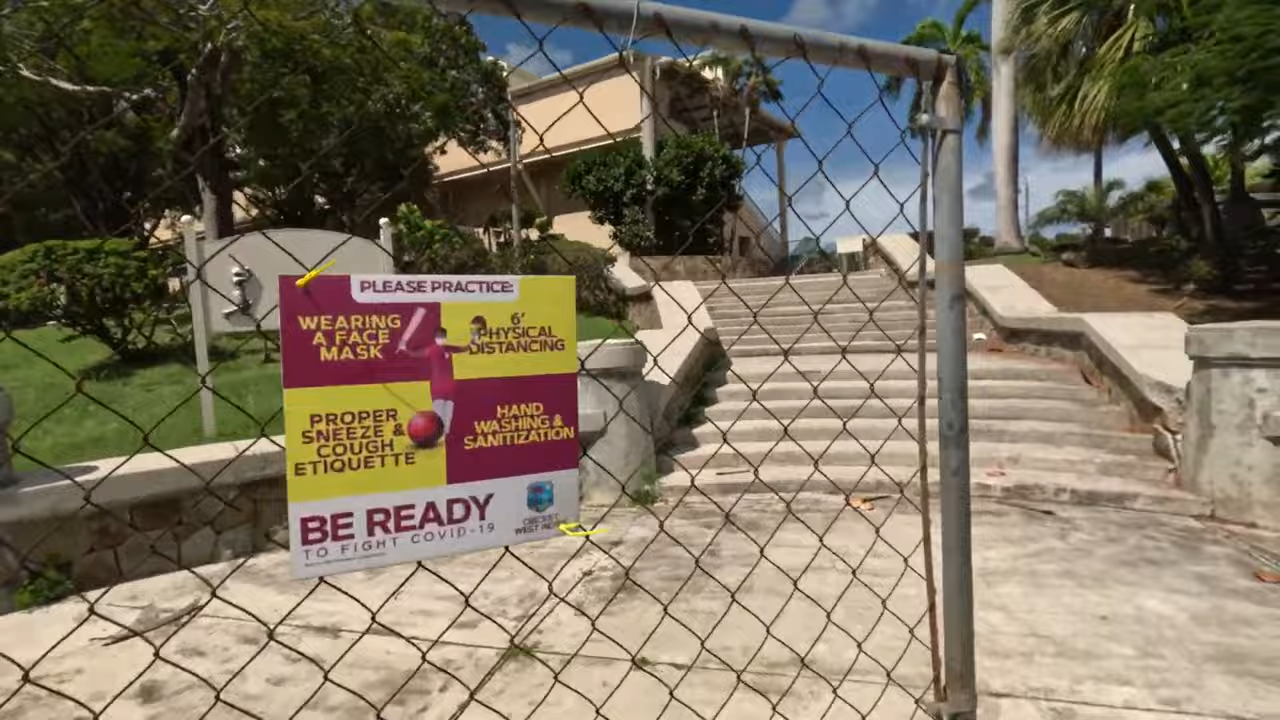 PLEASE PRACTICE:
WEARING
A FACE
MASK
6'
PHYSICAL
DISTANCING
PROPER
SNEEZE &
COUGH
ETIQUETTE
HAND
WASHING &
SANITIZATION
BE READY
TO FIGHT COVID-19
CRICKET
WEST